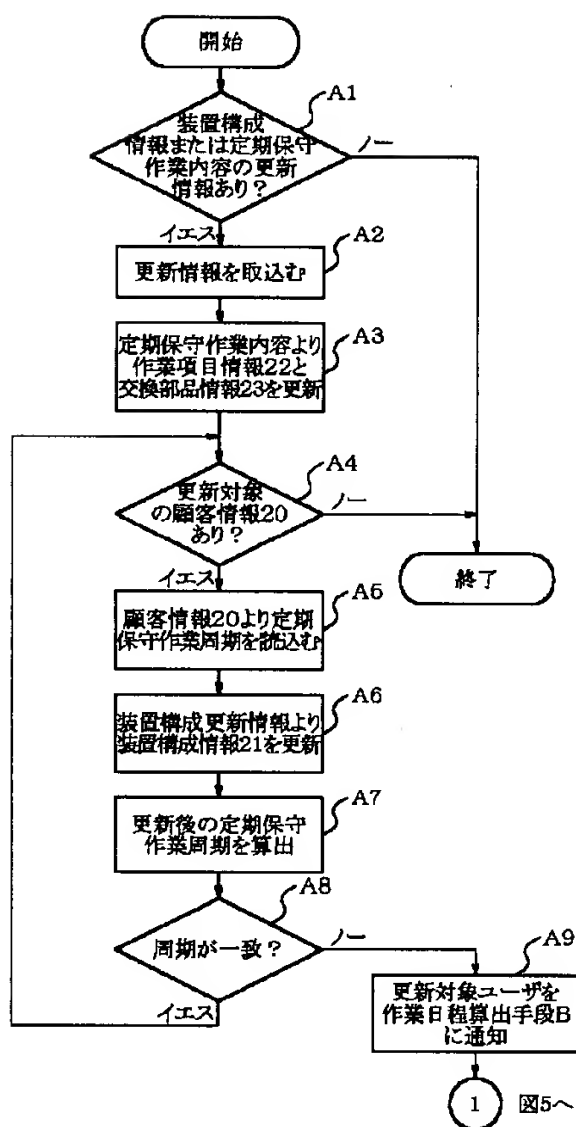 開始
A1
装置構成
情報または定期保守
作業内容の更新
情報あり？
ノー
イエス
A2
更新情報を取込む
A3
定期保守作業内容より
作業項目情報22と
交換部品情報23を更新
A4
更新対象
の顧客情報20
あり？
ノー
イエス
終了
A5
顧客情報20より定期
保守作業周期を読込む
A6
装置構成更新情報より
装置構成情報21を更新
A7
更新後の定期保守
作業周期を算出
A8
周期が一致？
ノー
イエス
A9
更新対象ユーザを
作業日程算出手段B
に通知
1
図5へ